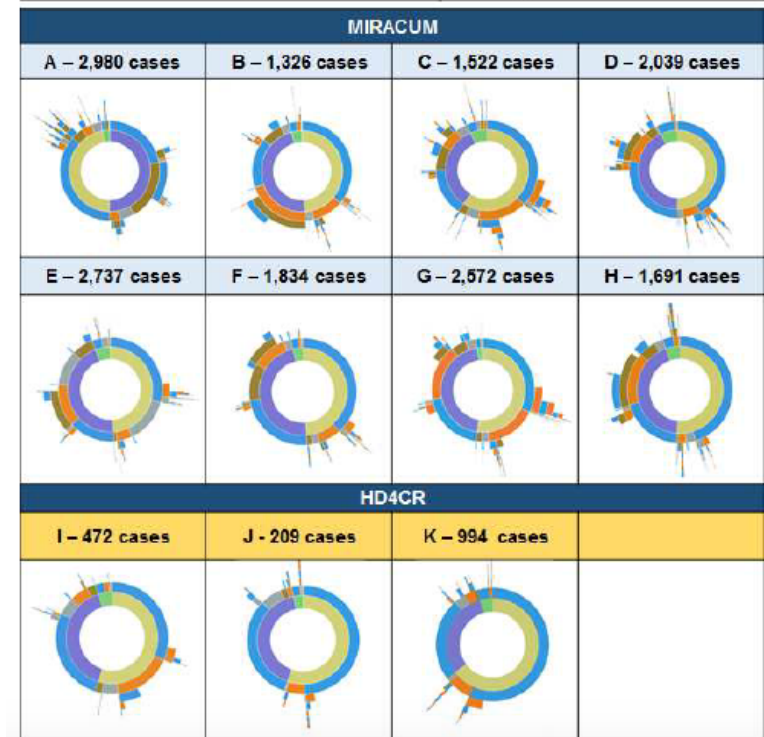 MIRACUM
A – 2,980 cases B – 1,326 cases C – 1,522 cases D – 2,039 cases
E – 2,737 cases F – 1,834 cases G – 2,572 cases H – 1,691 cases
HD4CR
I – 472 cases J - 209 cases K – 994 cases